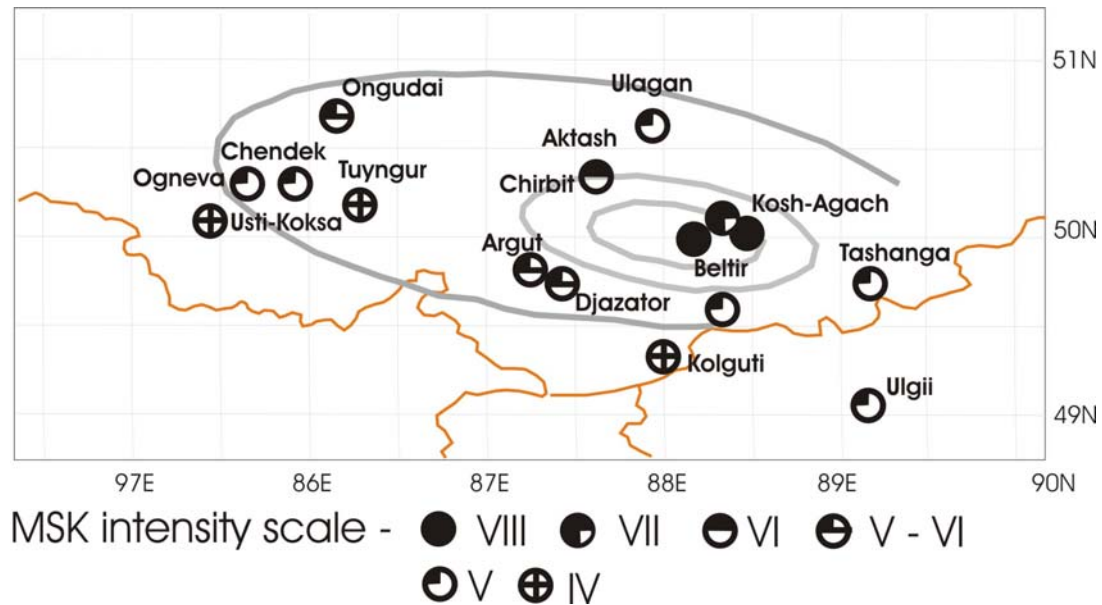 51N
Ongudai
Ulagan
Aktash
Chendek
Tuyngur
Ogneva
Chirbit
Kosh-Agach
Usti-Koksa
50N
Argut
Beltir
Tashanga
Djazator
Kolguti
Ulgii
49N
97E 86E 87E 88E 89E 90N
MSK intensity scale - VIII VII VI V - VI
V IV